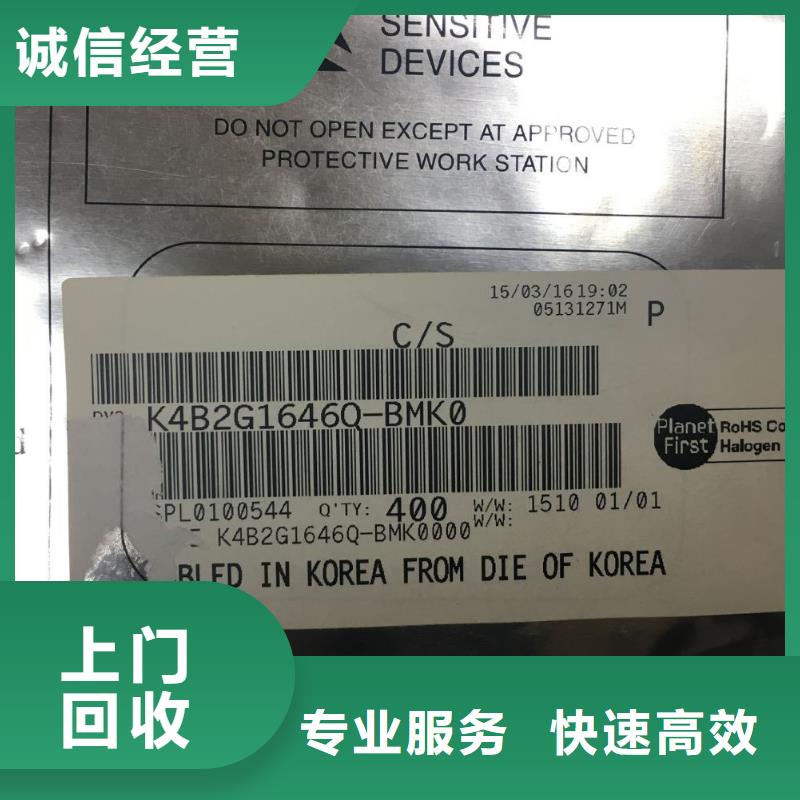 诚信经营
SENSITIVE
DEVICES
DO NOT OPEN EXCEPT AT APPROVED
PROTECTIVE WORK STATION
15/03/1619:02
05131271M
P
C/S
K4B2G1646Q-BMK0
Planet
First
RoHS Co
Halogen
PL0100544 Q'TY: 400 W/W: 1510 01/01
W/W:
K4B2G1646Q-BMK0000
BLED IN KOREA FROM DIE OF KOREA
上门
回收
专业服务 快速高效